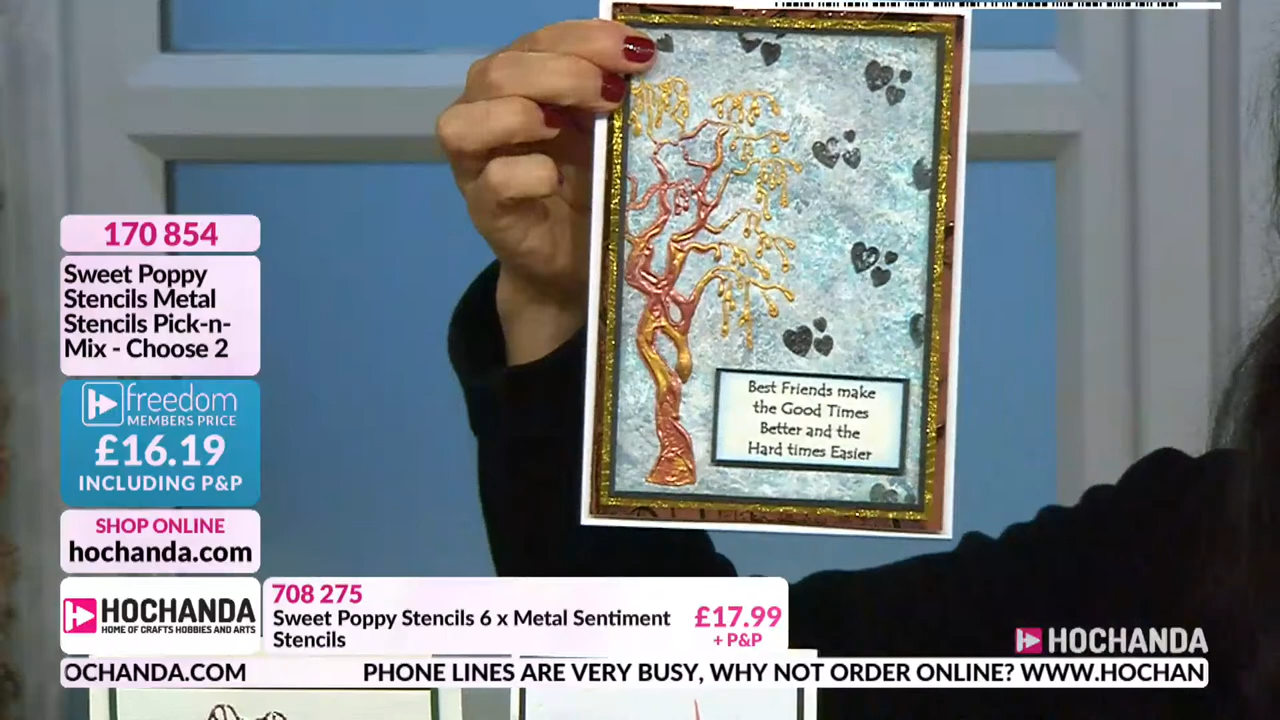 170 854
Sweet Poppy
Stencils Metal
Stencils Pick-n-
Mix - Choose 2
freedom
MEMBERS PRICE
£16.19
INCLUDING P&P
SHOP ONLINE
hochanda.com
HOCHANDA
HOME OF CRAFTS HOBBIES AND ARTS
708 275
Sweet Poppy Stencils 6 x Metal Sentiment
Stencils
£17.99
+ P&P
Best Friends make
the Good Times
Better and the
Hard times Easier
HOCHANDA
OCHANDA.COM PHONE LINES ARE VERY BUSY, WHY NOT ORDER ONLINE? WWW.HOCHAN